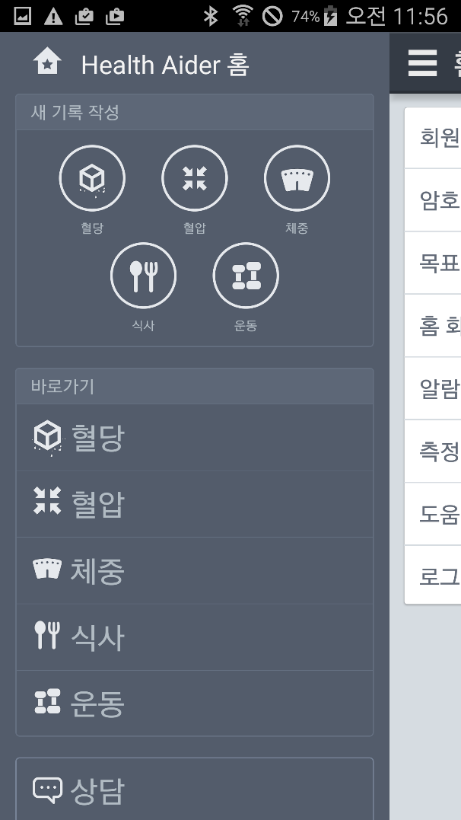 74% 오전 11:56
Health Aider 홈
새 기록 작성
혈당 혈압 체중
식사 운동
바로가기
혈당
혈압
체중
식사
운동
상담
회원
암호
목표
홈 화
알람
측정
도움
로그